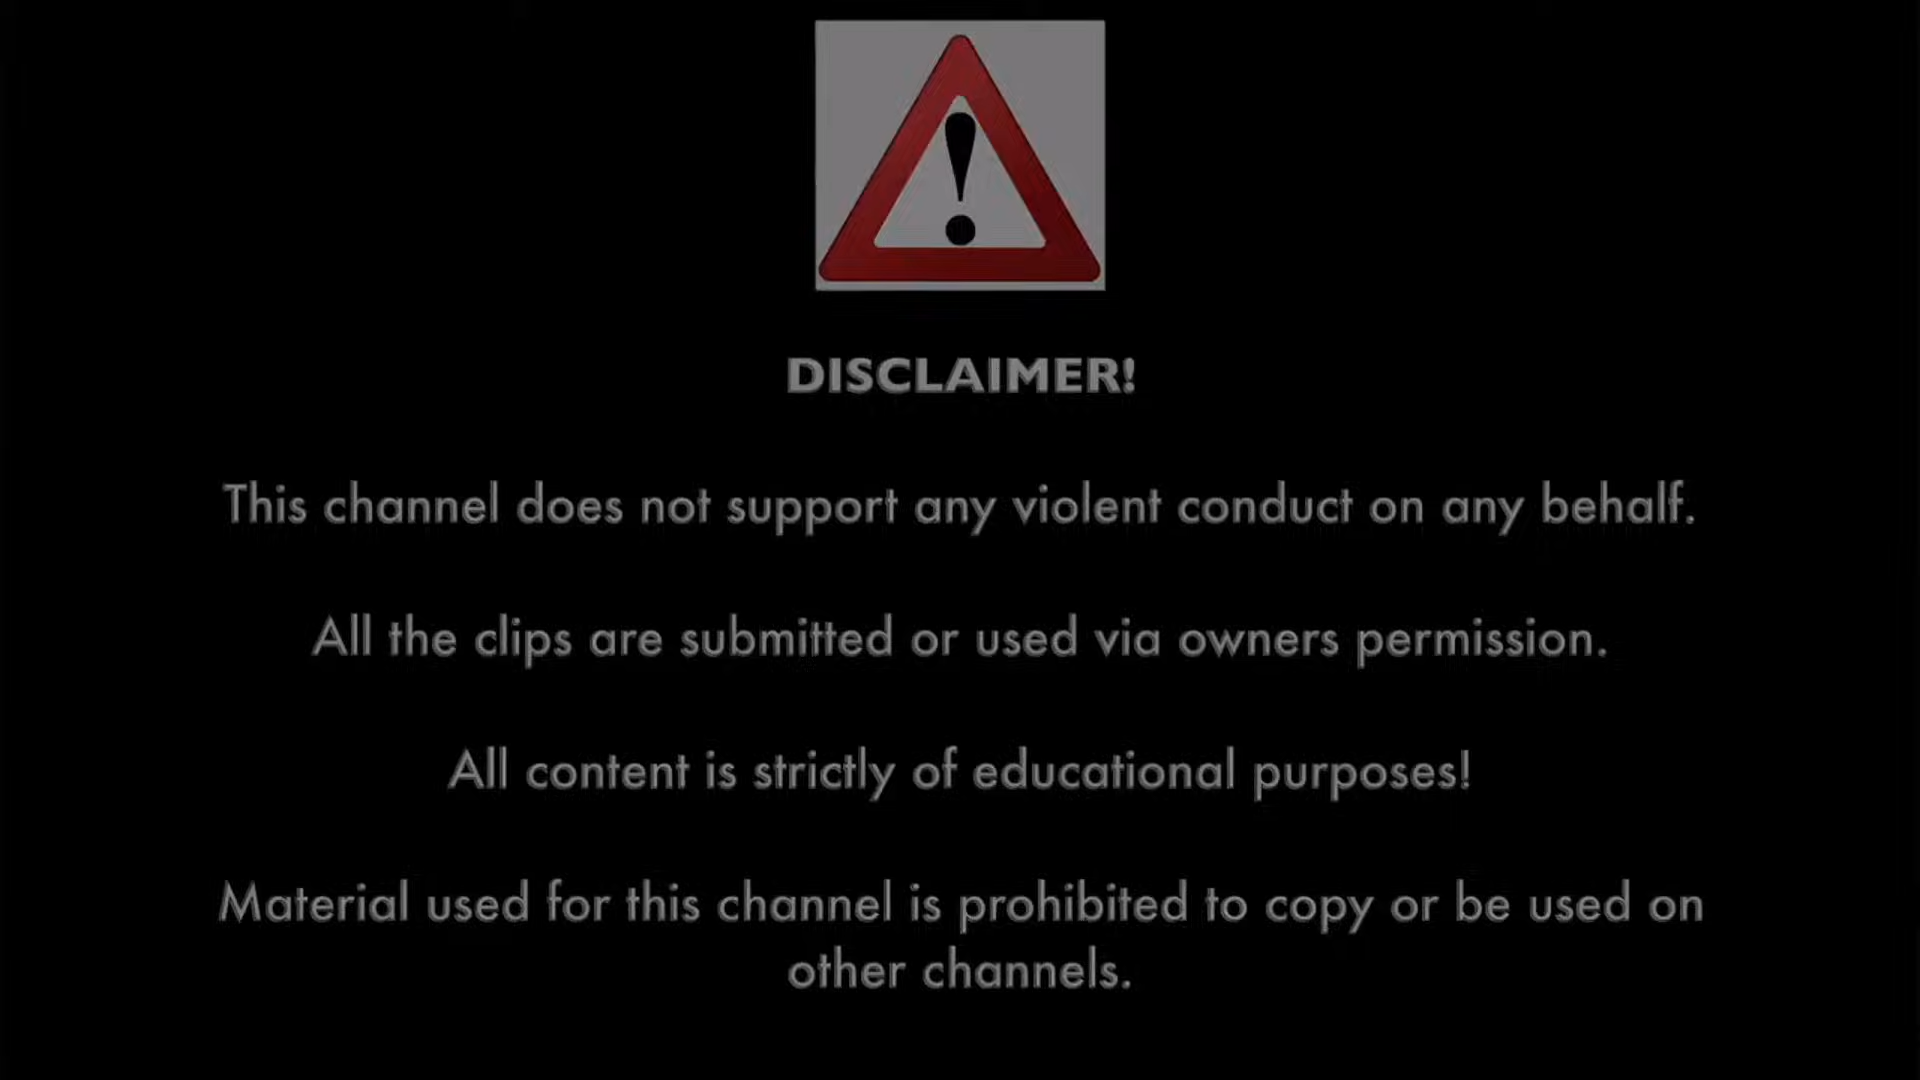 DISCLAIMER!
This channel does not support any violent conduct on any behalf.
All the clips are submitted or used via owners permission.
All content is strictly of educational purposes!
Material used for this channel is prohibited to copy or be used on
other channels.